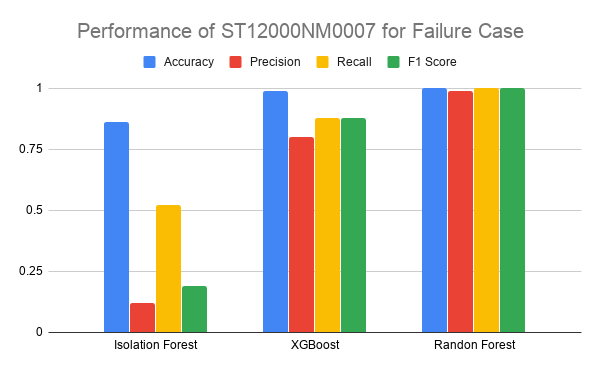 Performance of ST12000NM0007 for Failure Case
Accuracy Precision Recall F1 Score
1
0.75
0.5
0.25
0
Isolation Forest XGBoost Randon Forest